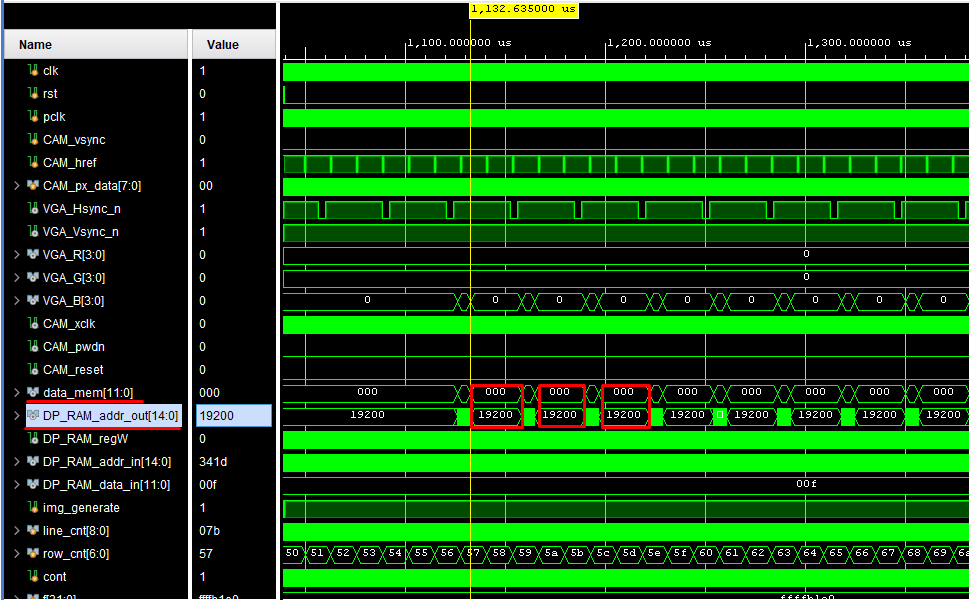 1,132.635000 us
Name Value
1,100.000000 us 1,200.000000 us 1,300.000000 us
clk 1
rst 0
pclk 1
CAM_vsync 0
CAM_href 1
CAM_px_data[7:0] 00
VGA_Hsync_n 1
VGA_Vsync_n 1
VGA_R[3:0] 0 0
VGA_G[3:0] 0 0
VGA_B[3:0] 0 0 0 0 0 0 0 0 0 0
CAM_xclk 0
CAM_pwdn 0
CAM_reset 0
data_mem[11:0] 000 000 000 000 000 000 000 000 000 000
DP_RAM_addr_out[14:0] 19200 19200 19200 19200 19200 19200 19200 19200 19200 19200
DP_RAM_regW 0
DP_RAM_addr_in[14:0] 341d
DP_RAM_data_in[11:0] 00f 00f
img_generate 1
line_cnt[8:0] 07b
row_cnt[6:0] 57 50 51 52 53 54 55 56 57 58 59 5a 5b 5c 5d 5e 5f 60 61 62 63 64 65 66 67 68 69 6a
cont 1